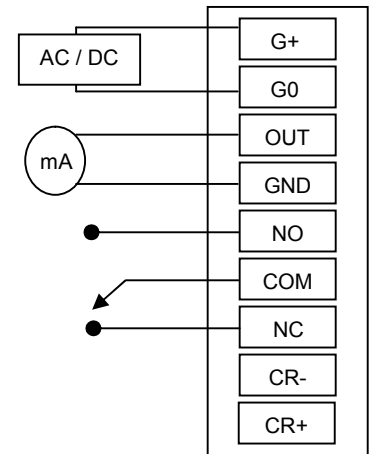 AC / DC
mA
G+
G0
OUT
GND
NO
COM
NC
CR-
CR+